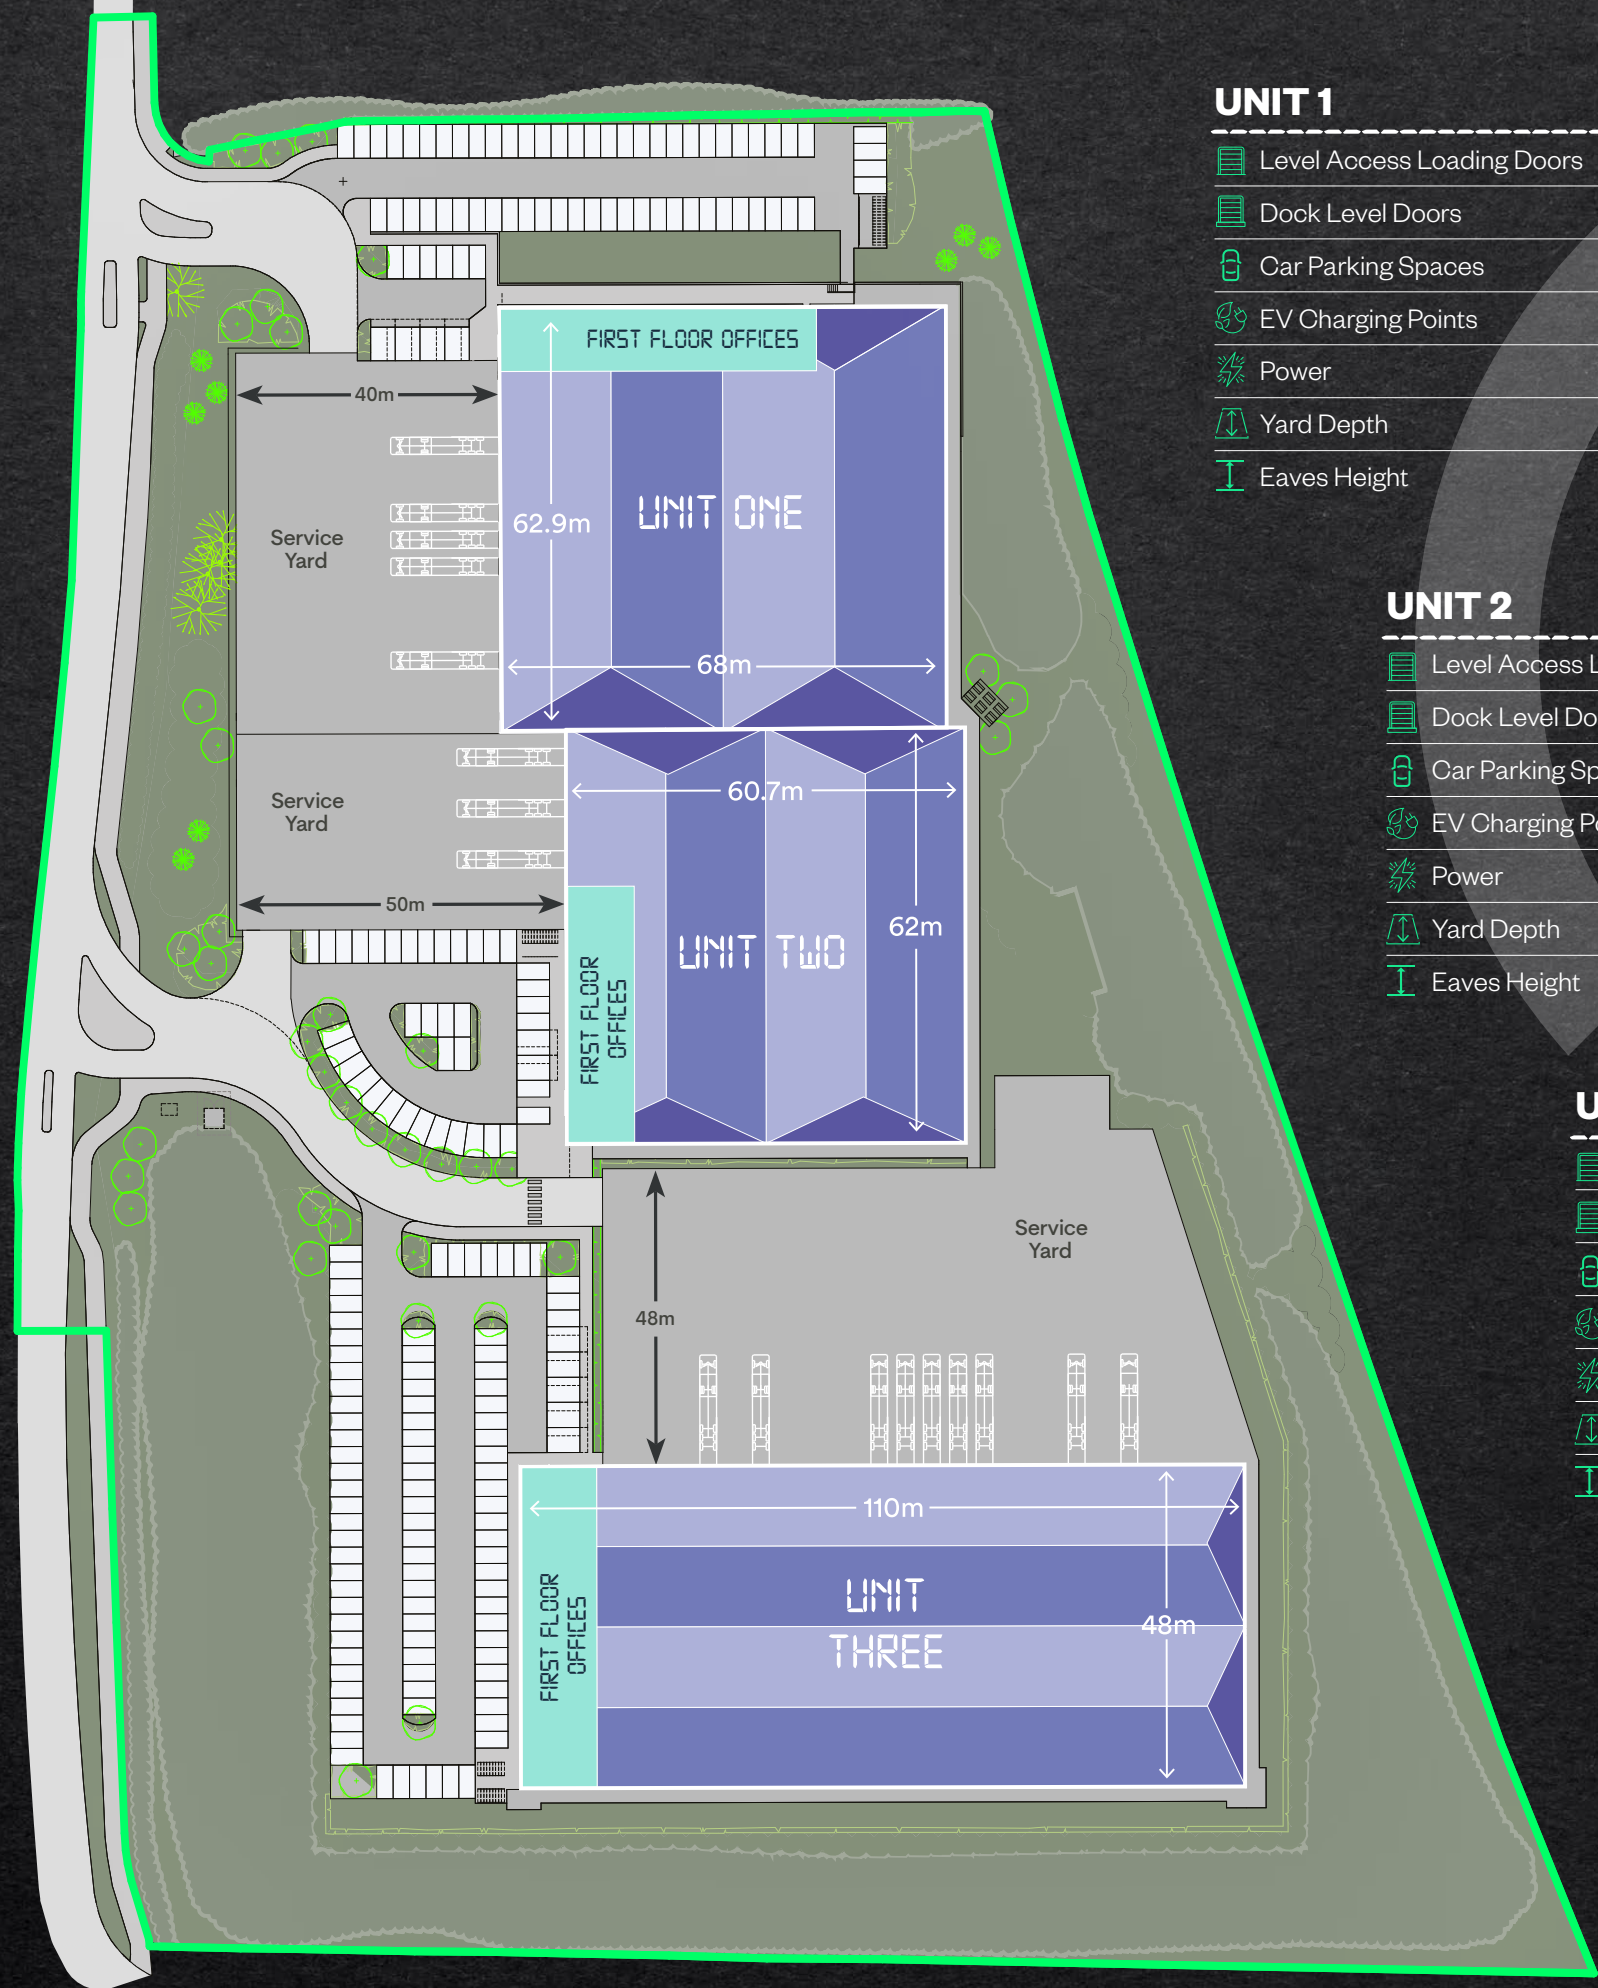 UNIT 1
Level Access Loading Doors
Dock Level Doors
Car Parking Spaces
EV Charging Points
Power
Yard Depth
Eaves Height
FIRST FLOOR OFFICES
40m
62.9m
UNIT ONE
Service
Yard
68m
UNIT 2
Level Access L
Dock Level Do
Car Parking Sp
EV Charging Po
Power
Yard Depth
Eaves Height
Service
Yard
60.7m
50m
62m
UNIT TWO
FIRST FLOOR
OFFICES
U
Service
Yard
48m
110m
UNIT
THREE
48m
FIRST FLOOR
OFFICES